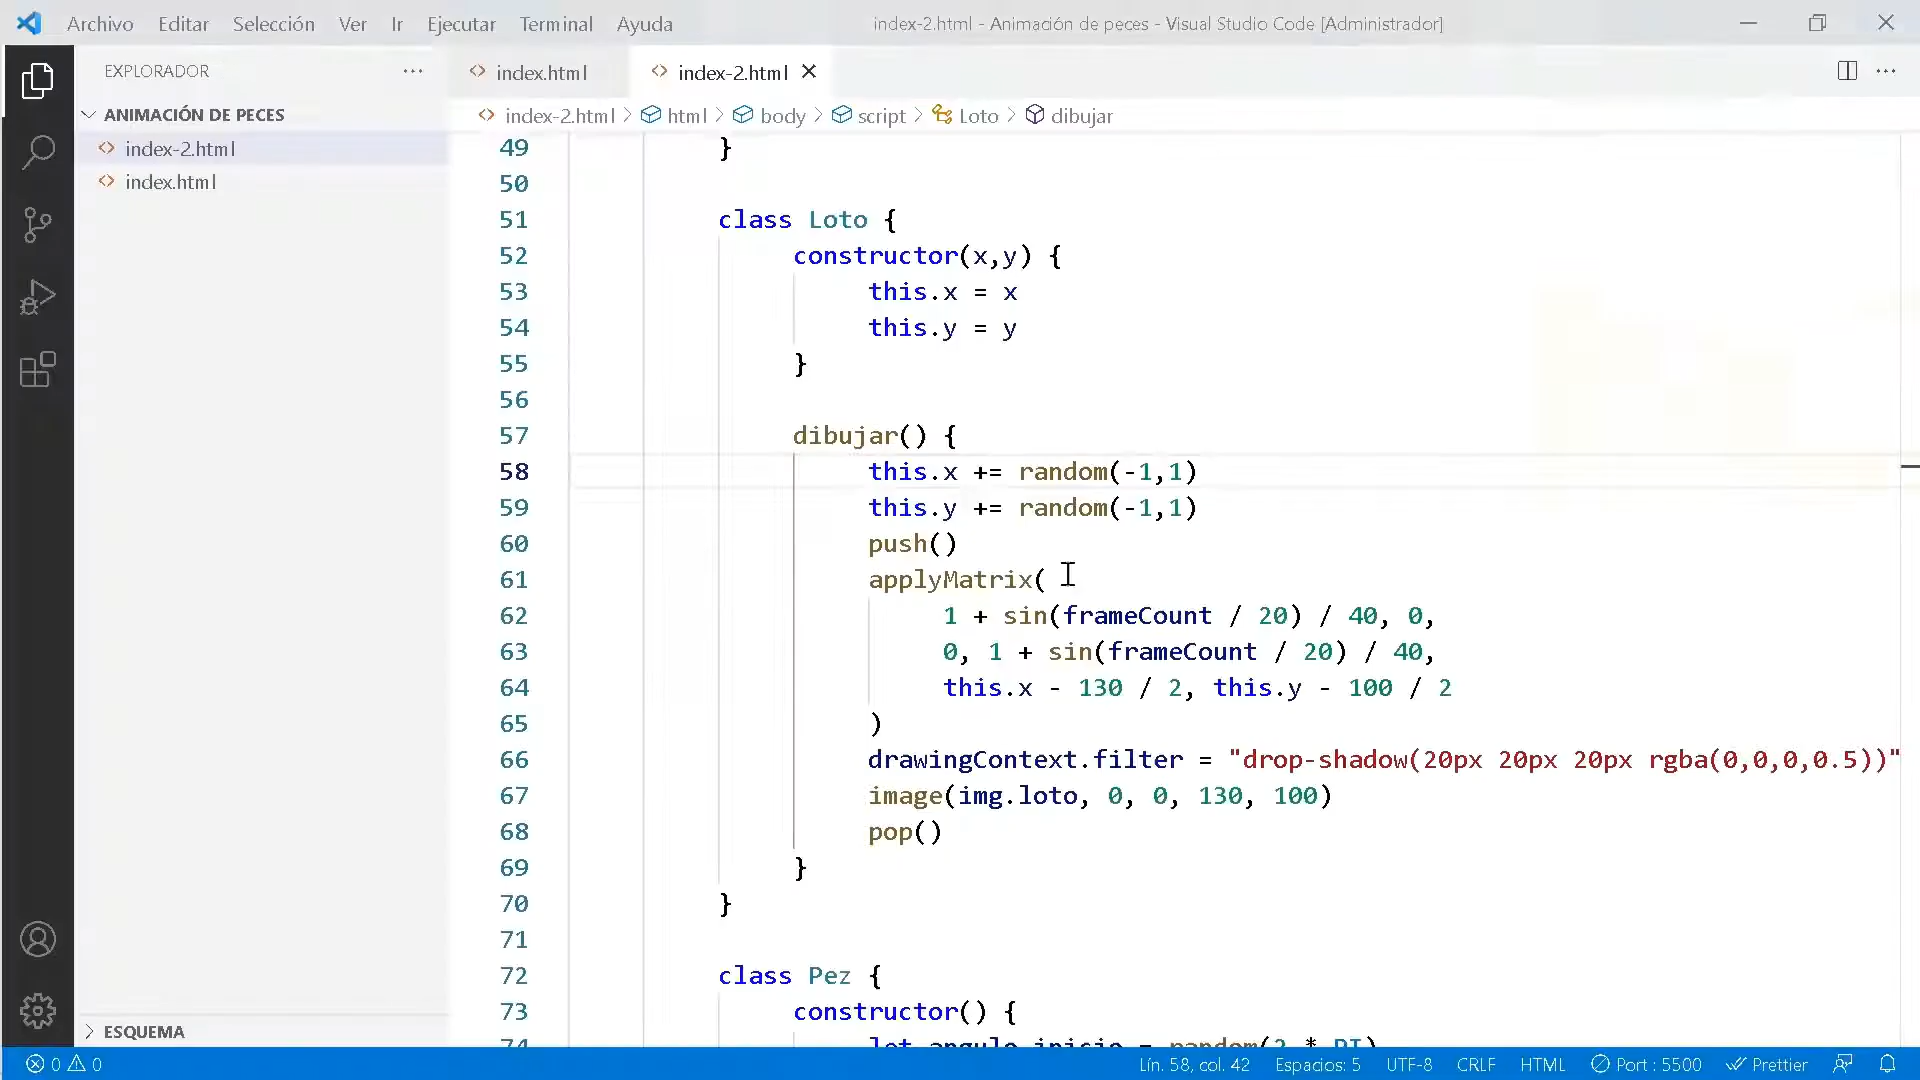 Archivo Editar Selección Ver Ir Ejecutar Terminal Ayuda index-2.html - Animación de peces - Visual Studio Code [Administrador]
EXPLORADOR ··· index.html index-2.html
ANIMACIÓN DE PECES
index-2.html > html > body > script > Loto > dibujar
index-2.html
index.html
49 }
50
51 class Loto {
52 constructor(x,y) {
53 this.x = x
54 this.y = y
55 }
56
57 dibujar() {
58 this.x += random(-1,1)
59 this.y += random(-1,1)
60 push()
61 applyMatrix(
62 1 + sin(frameCount / 20) / 40, 0,
63 0, 1 + sin(frameCount / 20) / 40,
64 this.x - 130 / 2, this.y - 100 / 2
65 )
66 drawingContext.filter = "drop-shadow(20px 20px 20px rgba(0,0,0,0.5))"
67 image(img.loto, 0, 0, 130, 100)
68 pop()
69 }
70 }
71
72 class Pez {
73 constructor() {
74 let angulo_inicio = random(2 * PI)
ESQUEMA
0 0 Lín. 58, col. 42 Espacios: 5 UTF-8 CRLF HTML Port : 5500 Prettier